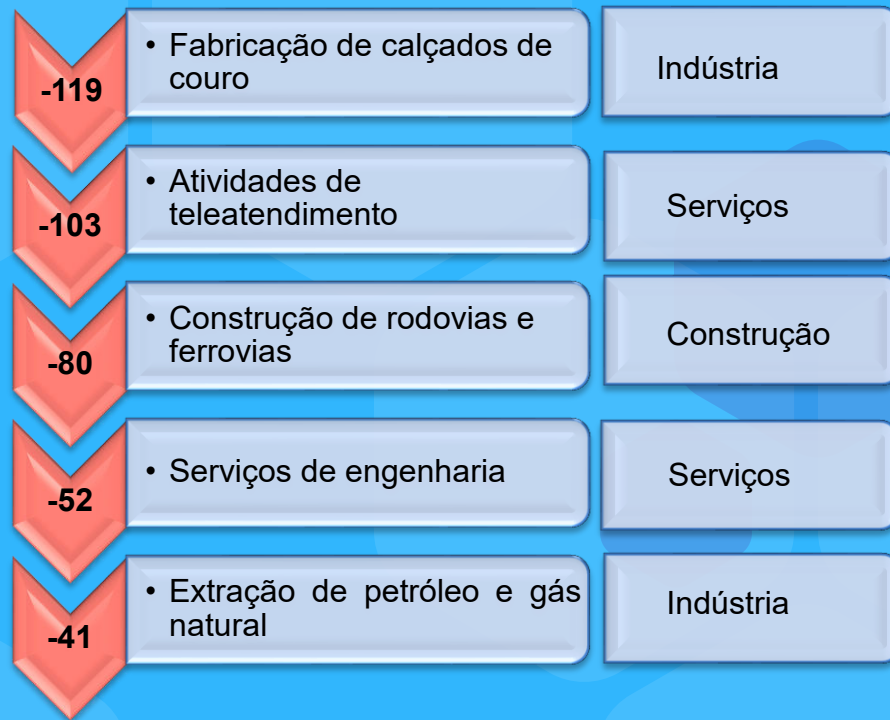 -119
• Fabricação de calçados de
couro
Indústria
-103
• Atividades de
teleatendimento
Serviços
-80
• Construção de rodovias e
ferrovias
Construção
-52
• Serviços de engenharia
Serviços
-41
• Extração de petróleo e gás
natural
Indústria